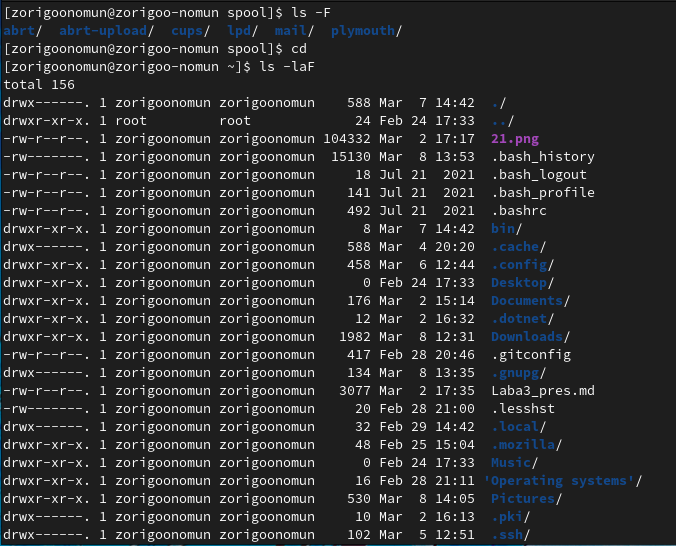 [zorigoonomun@zorigoo-nomun spool]$ ls -F
abrt/  abrt-upload/  cups/  lpd/  mail/  plymouth/
[zorigoonomun@zorigoo-nomun spool]$ cd
[zorigoonomun@zorigoo-nomun ~]$ ls -laF
total 156
drwx------. 1 zorigoonomun zorigoonomun    588 Mar  7 14:42  ./
drwxr-xr-x. 1 root         root             24 Feb 24 17:33  ../
-rw-r--r--. 1 zorigoonomun zorigoonomun 104332 Mar  2 17:17  21.png
-rw-------. 1 zorigoonomun zorigoonomun  15130 Mar  8 13:53  .bash_history
-rw-r--r--. 1 zorigoonomun zorigoonomun     18 Jul 21  2021  .bash_logout
-rw-r--r--. 1 zorigoonomun zorigoonomun    141 Jul 21  2021  .bash_profile
-rw-r--r--. 1 zorigoonomun zorigoonomun    492 Jul 21  2021  .bashrc
drwxr-xr-x. 1 zorigoonomun zorigoonomun      8 Mar  7 14:42  bin/
drwx------. 1 zorigoonomun zorigoonomun    588 Mar  4 20:20  .cache/
drwxr-xr-x. 1 zorigoonomun zorigoonomun    458 Mar  6 12:44  .config/
drwxr-xr-x. 1 zorigoonomun zorigoonomun      0 Feb 24 17:33  Desktop/
drwxr-xr-x. 1 zorigoonomun zorigoonomun    176 Mar  2 15:14  Documents/
drwxr-xr-x. 1 zorigoonomun zorigoonomun     12 Mar  2 16:32  .dotnet/
drwxr-xr-x. 1 zorigoonomun zorigoonomun   1982 Mar  8 12:31  Downloads/
-rw-r--r--. 1 zorigoonomun zorigoonomun    417 Feb 28 20:46  .gitconfig
drwx------. 1 zorigoonomun zorigoonomun    134 Mar  8 13:35  .gnupg/
-rw-r--r--. 1 zorigoonomun zorigoonomun   3077 Mar  2 17:35  Laba3_pres.md
-rw-------. 1 zorigoonomun zorigoonomun     20 Feb 28 21:00  .lesshst
drwx------. 1 zorigoonomun zorigoonomun     32 Feb 29 14:42  .local/
drwxr-xr-x. 1 zorigoonomun zorigoonomun     48 Feb 25 15:04  .mozilla/
drwxr-xr-x. 1 zorigoonomun zorigoonomun      0 Feb 24 17:33  Music/
drwxr-xr-x. 1 zorigoonomun zorigoonomun     16 Feb 28 21:11 'Operating systems'/
drwxr-xr-x. 1 zorigoonomun zorigoonomun    530 Mar  8 14:05  Pictures/
drwx------. 1 zorigoonomun zorigoonomun     10 Mar  2 16:13  .pki/
drwx------. 1 zorigoonomun zorigoonomun    102 Mar  5 12:51  .ssh/